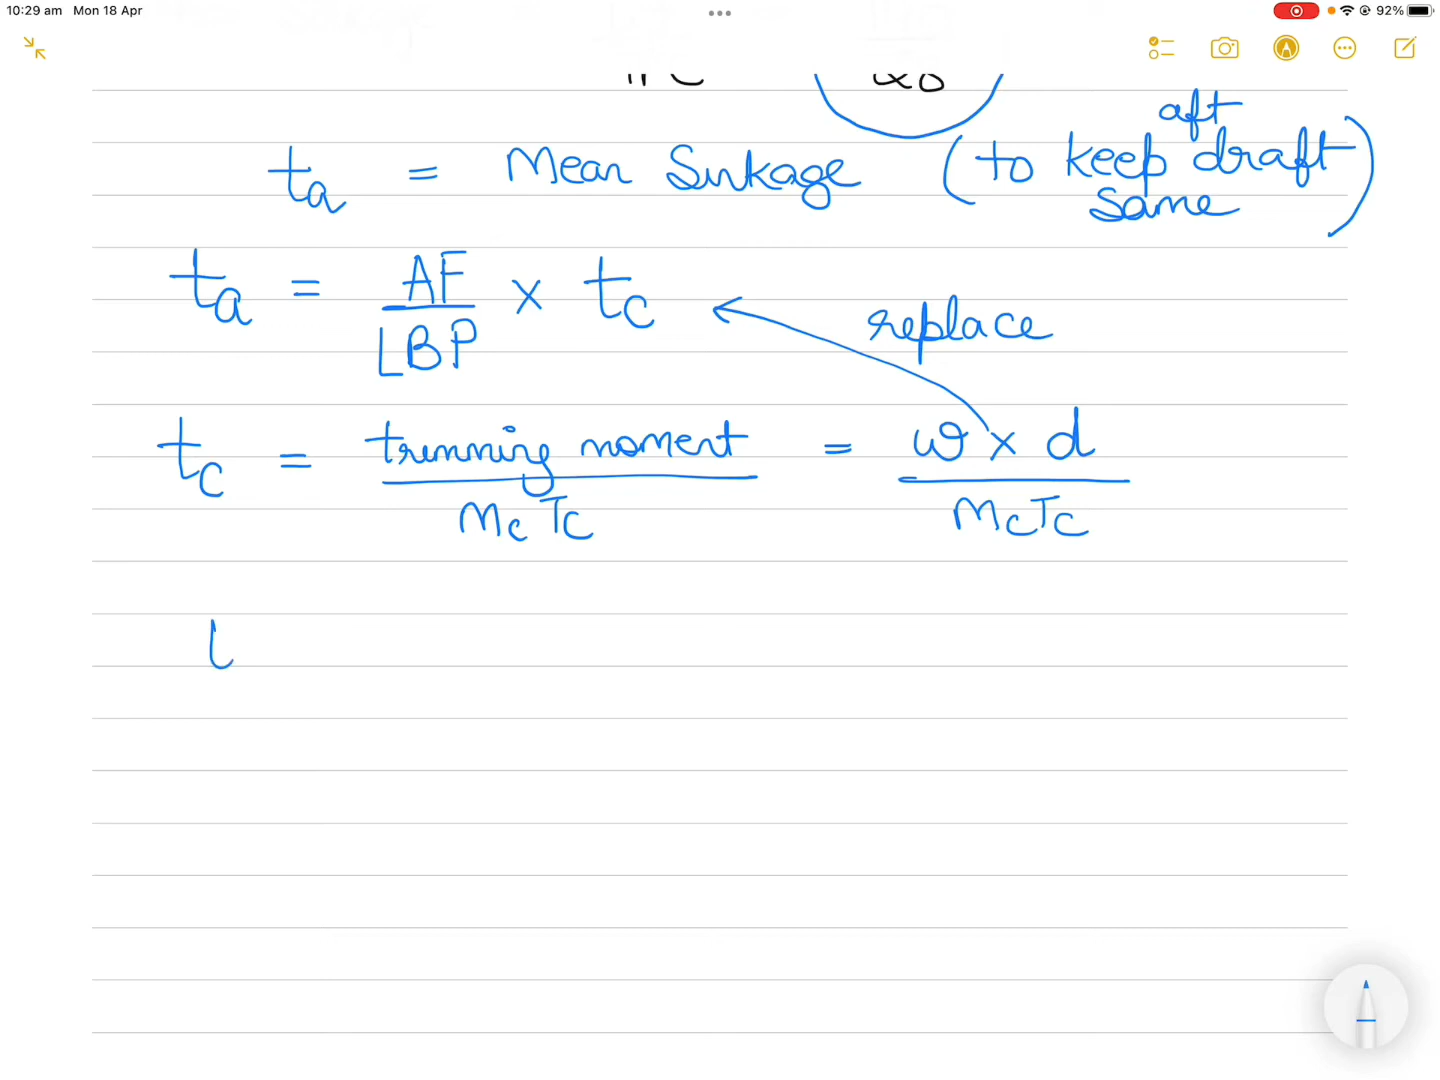 10:29 am Mon 18 Apr 92%
aft
ta = Mean Sinkage (to keep draft same)
ta = AF/LBP × tc
replace
tc = trimming moment/MCTC = w × d/MCTC